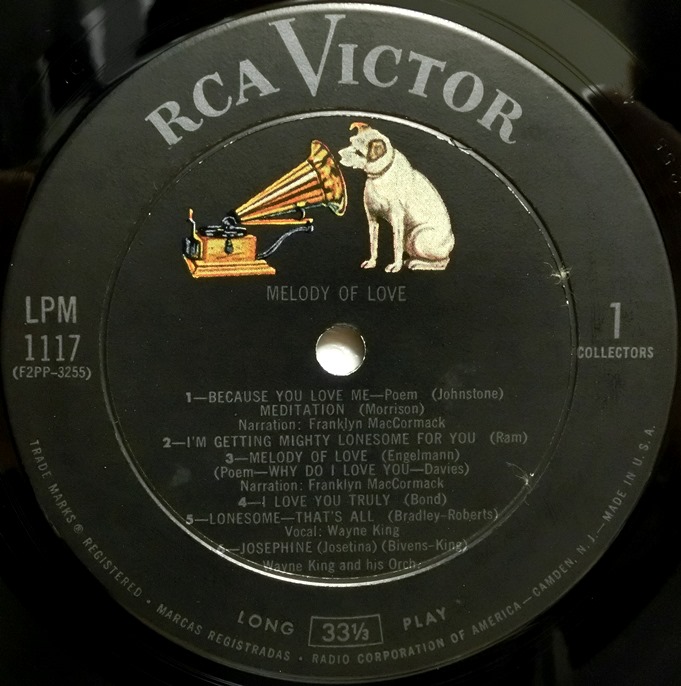 RCA VICTOR
MELODY OF LOVE
LPM
1117
(F2PP-3255)
1
COLLECTORS
1—BECAUSE YOU LOVE ME—Poem (Johnstone)
MEDITATION (Morrison)
Narration: Franklyn MacCormack
2—I'M GETTING MIGHTY LONESOME FOR YOU (Ram)
3—MELODY OF LOVE (Engelmann)
(Poem—WHY DO I LOVE YOU—Davies)
Narration: Franklyn MacCormack
4—I LOVE YOU TRULY (Bond)
5—LONESOME—THAT'S ALL (Bradley-Roberts)
Vocal: Wayne King
6—JOSEPHINE (Josetina) (Bivens-King)
Wayne King and his Orch.
LONG 33⅓ PLAY
TRADE MARKS ® REGISTERED • MARCAS REGISTRADAS • RADIO CORPORATION OF AMERICA—CAMDEN, N. J.—MADE IN U. S. A.